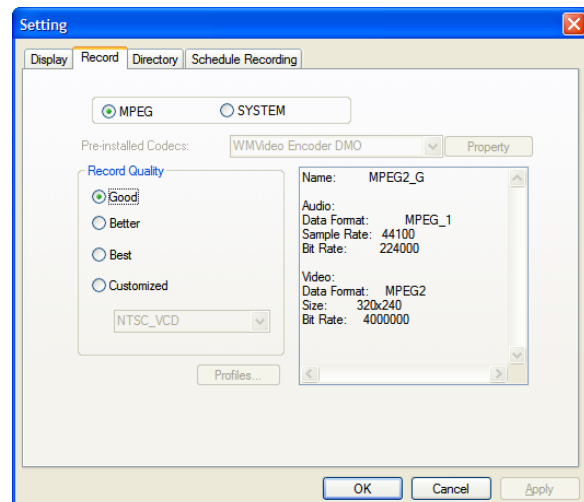 Setting
Display Record Directory Schedule Recording
MPEG SYSTEM
Pre-installed Codecs: WMVideo Encoder DMO Property
Record Quality
Good
Better
Best
Customized
NTSC_VCD
Profiles...
Name: MPEG2_G
Audio:
Data Format: MPEG_1
Sample Rate: 44100
Bit Rate: 224000
Video:
Data Format: MPEG2
Size: 320x240
Bit Rate: 4000000
OK Cancel Apply